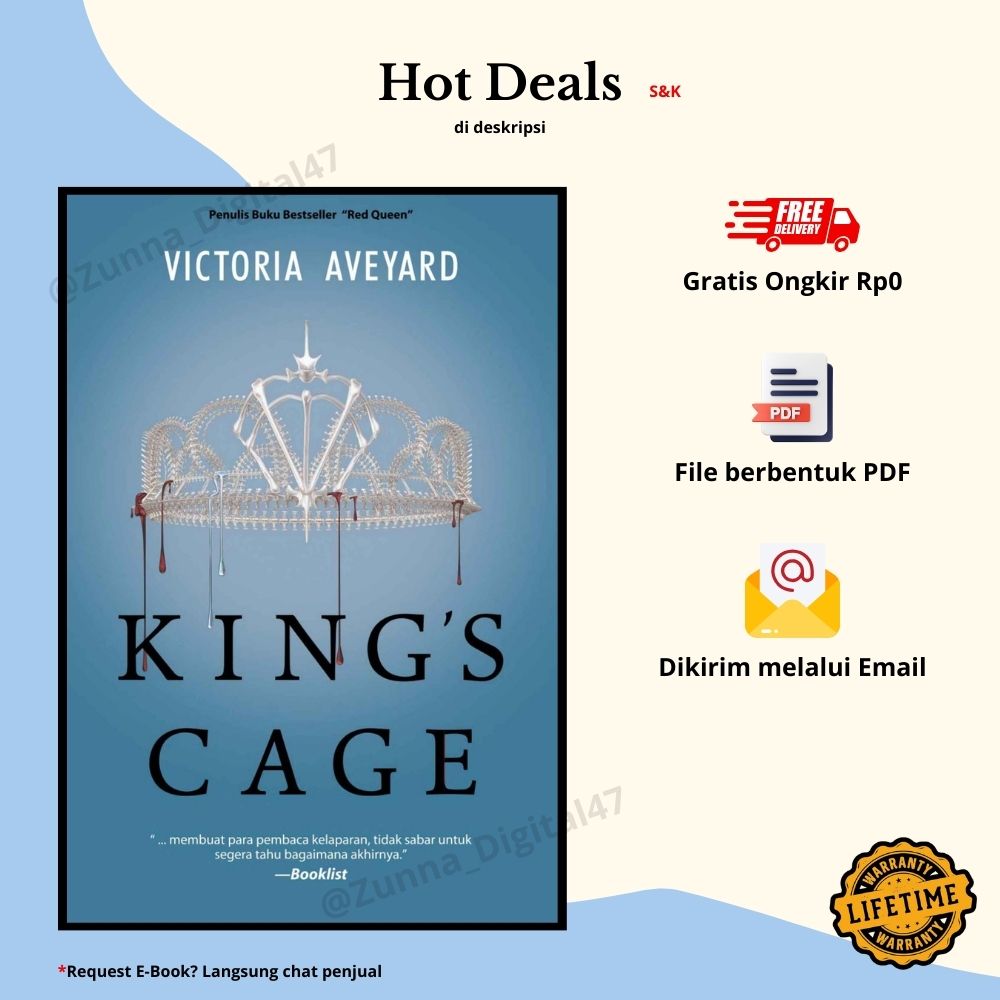 Hot Deals S&K
di deskripsi
@Zunna_Digital47
Penulis Buku Bestseller “Red Queen”
VICTORIA AVEYARD
KING'S
CAGE
“ ... membuat para pembaca kelaparan, tidak sabar untuk
segera tahu bagaimana akhirnya.”
—Booklist
@Zunna_Digital47
FREE
DELIVERY
Gratis Ongkir Rp0
PDF
File berbentuk PDF
@
Dikirim melalui Email
WARRANTY
LIFETIME
WARRANTY
*Request E-Book? Langsung chat penjual